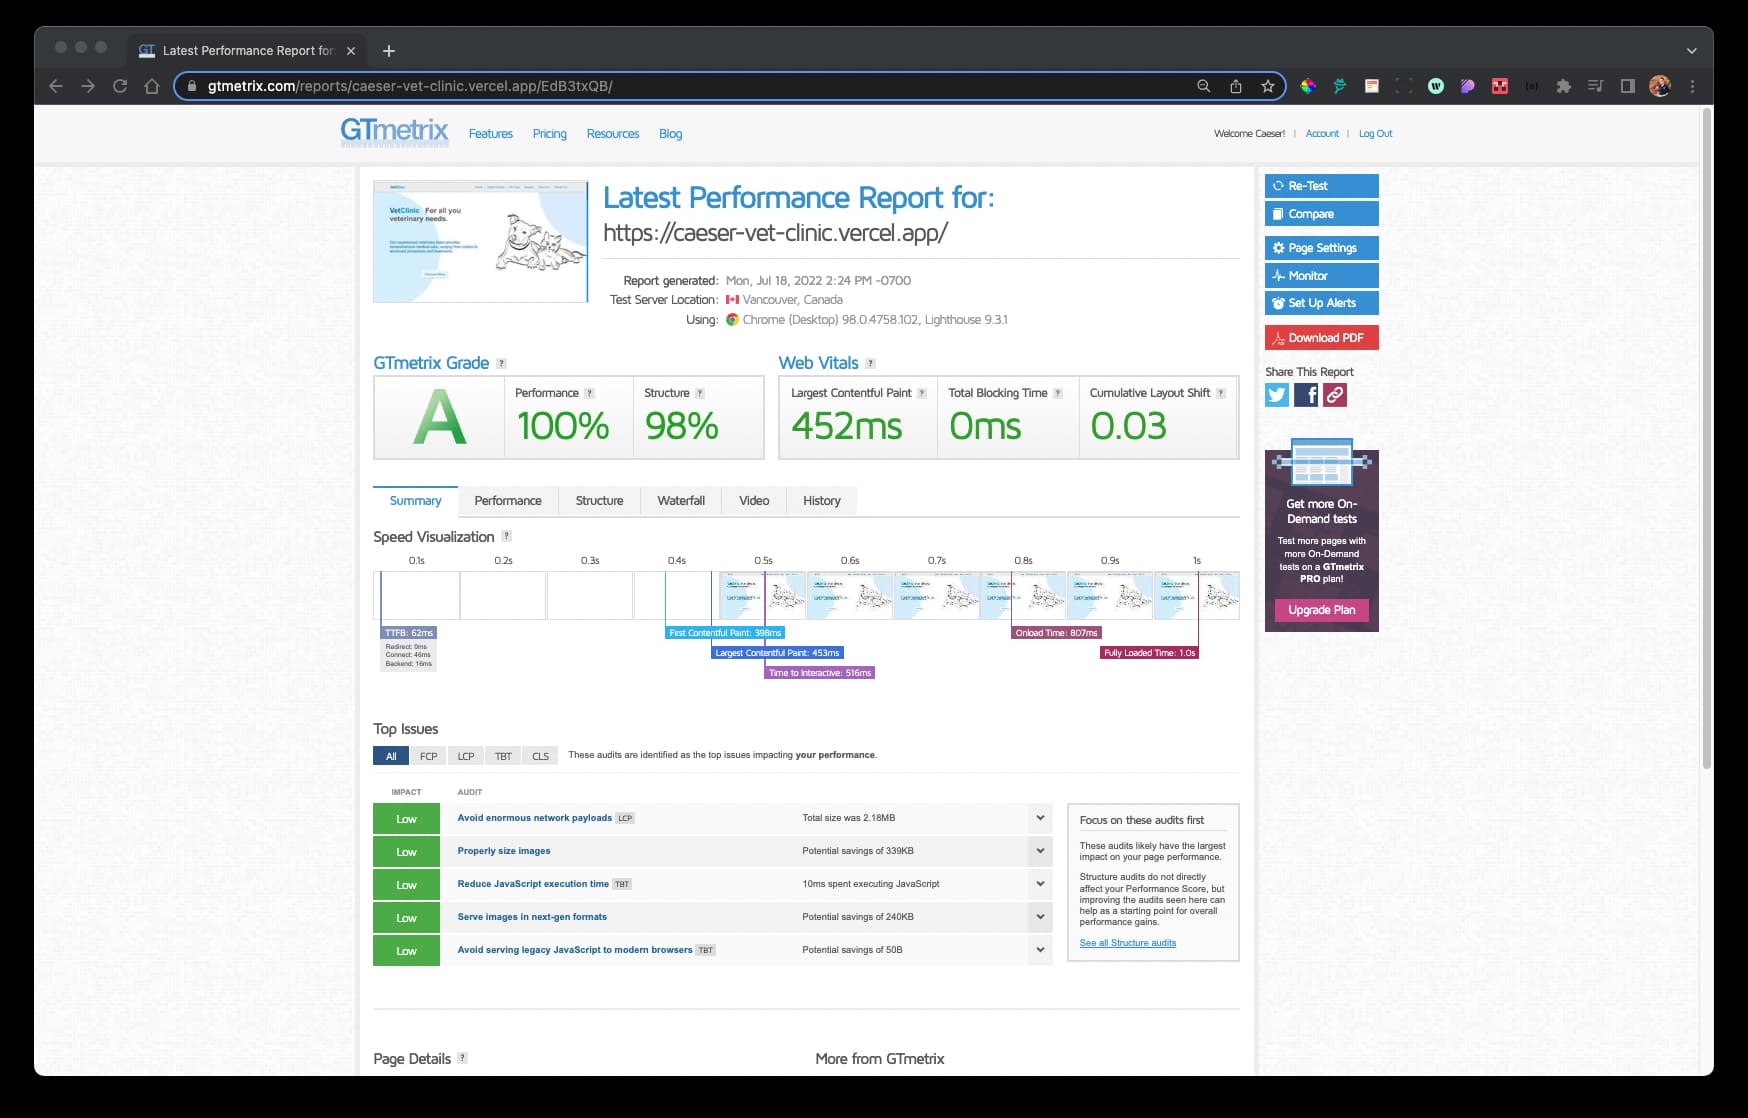 GT Latest Performance Report for
gtmetrix.com/reports/caeser-vet-clinic.vercel.app/EdB3txQB/
GTmetrix
Features Pricing Resources Blog
Welcome Caeser! | Account | Log Out
VetClinic For all you
veterinary needs.
Latest Performance Report for:
https://caeser-vet-clinic.vercel.app/
Report generated: Mon, Jul 18, 2022 2:24 PM -0700
Test Server Location: Vancouver, Canada
Using: Chrome (Desktop) 98.0.4758.102, Lighthouse 9.3.1
Re-Test
Compare
Page Settings
Monitor
Set Up Alerts
Download PDF
Share This Report
GTmetrix Grade ?
A
Performance ?
100%
Structure ?
98%
Web Vitals ?
Largest Contentful Paint ?
452ms
Total Blocking Time ?
0ms
Cumulative Layout Shift ?
0.03
Get more On-
Demand tests
Test more pages with
more On-Demand
tests on a GTmetrix
PRO plan!
Upgrade Plan
Summary Performance Structure Waterfall Video History
Speed Visualization ?
0.1s 0.2s 0.3s 0.4s 0.5s 0.6s 0.7s 0.8s 0.9s 1s
TTFB: 62ms
Redirect: 0ms
Connect: 46ms
Backend: 16ms
First Contentful Paint: 398ms
Largest Contentful Paint: 453ms
Time to Interactive: 516ms
Onload Time: 807ms
Fully Loaded Time: 1.0s
Top Issues
All FCP LCP TBT CLS These audits are identified as the top issues impacting your performance.
IMPACT AUDIT
Low Avoid enormous network payloads LCP Total size was 2.18MB
Low Properly size images Potential savings of 339KB
Low Reduce JavaScript execution time TBT 10ms spent executing JavaScript
Low Serve images in next-gen formats Potential savings of 240KB
Low Avoid serving legacy JavaScript to modern browsers TBT Potential savings of 50B
Focus on these audits first
These audits likely have the largest
impact on your page performance.
Structure audits do not directly
affect your Performance Score, but
improving the audits seen here can
help as a starting point for overall
performance gains.
See all Structure audits
Page Details ?
More from GTmetrix